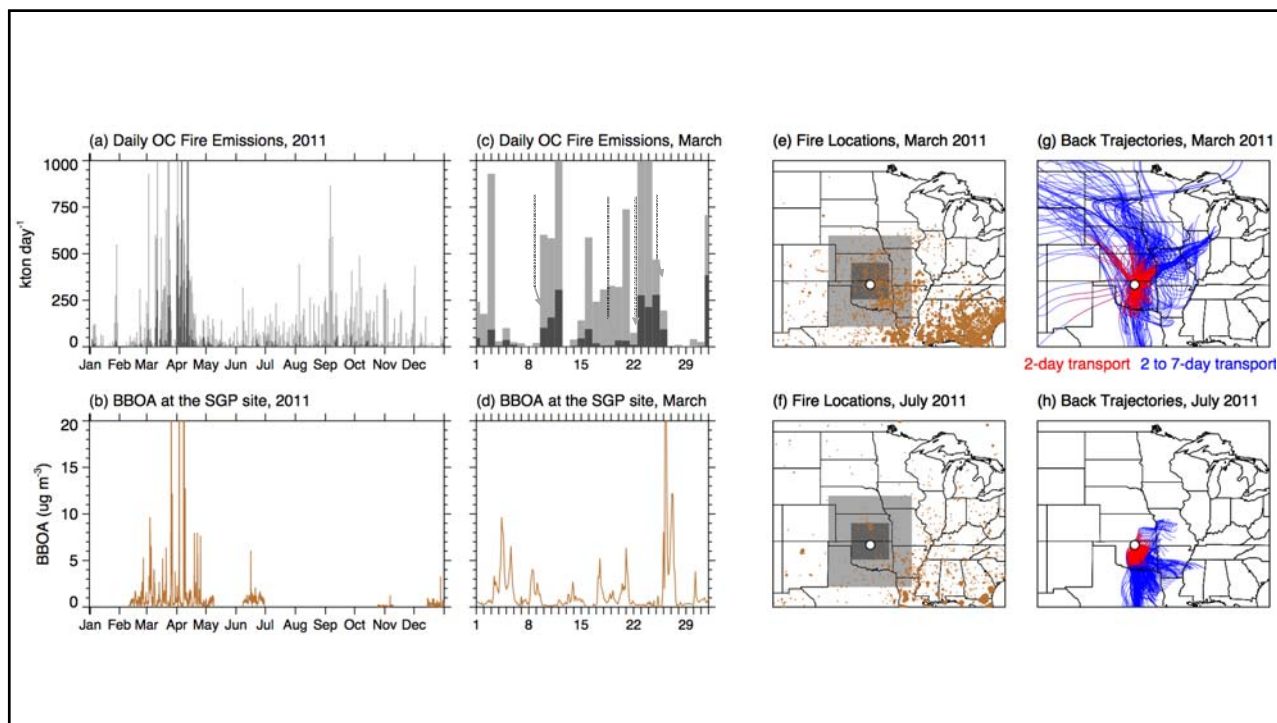 (a) Daily OC Fire Emissions, 2011
1000
750
500
250
0
kton day-1
Jan Feb Mar Apr May Jun Jul Aug Sep Oct Nov Dec
(b) BBOA at the SGP site, 2011
20
15
10
5
0
BBOA (ug m-3)
Jan Feb Mar Apr May Jun Jul Aug Sep Oct Nov Dec
(c) Daily OC Fire Emissions, March
1 8 15 22 29
(d) BBOA at the SGP site, March
1 8 15 22 29
(e) Fire Locations, March 2011
(f) Fire Locations, July 2011
(g) Back Trajectories, March 2011
2-day transport 2 to 7-day transport
(h) Back Trajectories, July 2011